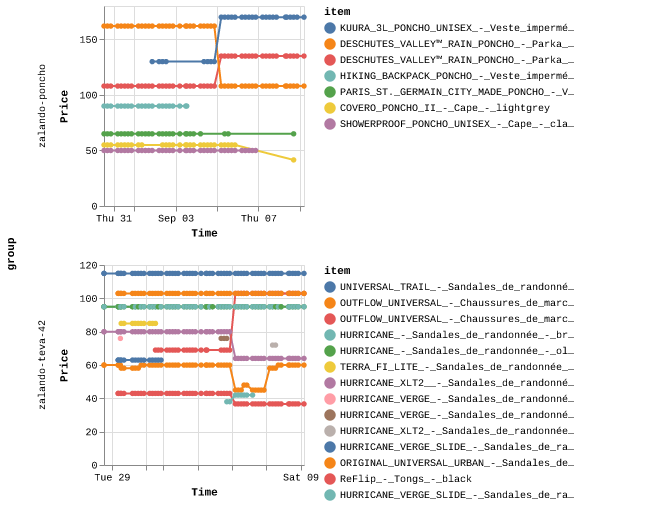 item
KUURA_3L_PONCHO_UNISEX_-_Veste_impermé…
DESCHUTES_VALLEY™_RAIN_PONCHO_-_Parka_…
DESCHUTES_VALLEY™_RAIN_PONCHO_-_Parka_…
HIKING_BACKPACK_PONCHO_-_Veste_impermé…
PARIS_ST._GERMAIN_CITY_MADE_PONCHO_-_V…
COVERO_PONCHO_II_-_Cape_-_lightgrey
SHOWERPROOF_PONCHO_UNISEX_-_Cape_-_cla…
150
100
50
0
zalando-poncho
Price
Thu 31 Sep 03 Thu 07
Time
group
item
UNIVERSAL_TRAIL_-_Sandales_de_randonné…
OUTFLOW_UNIVERSAL_-_Chaussures_de_marc…
OUTFLOW_UNIVERSAL_-_Chaussures_de_marc…
HURRICANE_-_Sandales_de_randonnée_-_br…
HURRICANE_-_Sandales_de_randonnée_-_ol…
TERRA_FI_LITE_-_Sandales_de_randonnée_…
HURRICANE_XLT2__-_Sandales_de_randonné…
HURRICANE_VERGE_-_Sandales_de_randonné…
HURRICANE_VERGE_-_Sandales_de_randonné…
HURRICANE_XLT2_-_Sandales_de_randonnée…
HURRICANE_VERGE_SLIDE_-_Sandales_de_ra…
ORIGINAL_UNIVERSAL_URBAN_-_Sandales_de…
ReFlip_-_Tongs_-_black
HURRICANE_VERGE_SLIDE_-_Sandales_de_ra…
120
100
80
60
40
20
0
zalando-teva-42
Price
Tue 29 Sat 09
Time